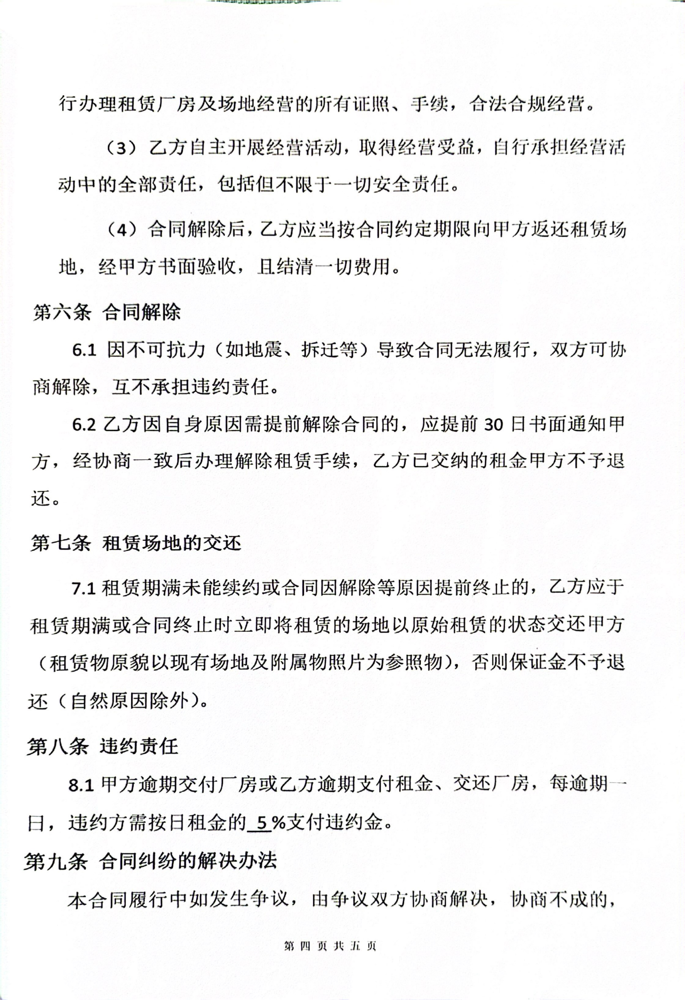 行办理租赁厂房及场地经营的所有证照、手续，合法合规经营。
（3）乙方自主开展经营活动，取得经营受益，自行承担经营活
动中的全部责任，包括但不限于一切安全责任。
（4）合同解除后，乙方应当按合同约定期限向甲方返还租赁场
地，经甲方书面验收，且结清一切费用。
第六条 合同解除
6.1 因不可抗力（如地震、拆迁等）导致合同无法履行，双方可协
商解除，互不承担违约责任。
6.2 乙方因自身原因需提前解除合同的，应提前 30 日书面通知甲
方，经协商一致后办理解除租赁手续，乙方已交纳的租金甲方不予退
还。
第七条 租赁场地的交还
7.1 租赁期满未能续约或合同因解除等原因提前终止的，乙方应于
租赁期满或合同终止时立即将租赁的场地以原始租赁的状态交还甲方
（租赁物原貌以现有场地及附属物照片为参照物），否则保证金不予退
还（自然原因除外）。
第八条 违约责任
8.1 甲方逾期交付厂房或乙方逾期支付租金、交还厂房，每逾期一
日，违约方需按日租金的 5 %支付违约金。
第九条 合同纠纷的解决办法
本合同履行中如发生争议，由争议双方协商解决，协商不成的，
第四页共五页